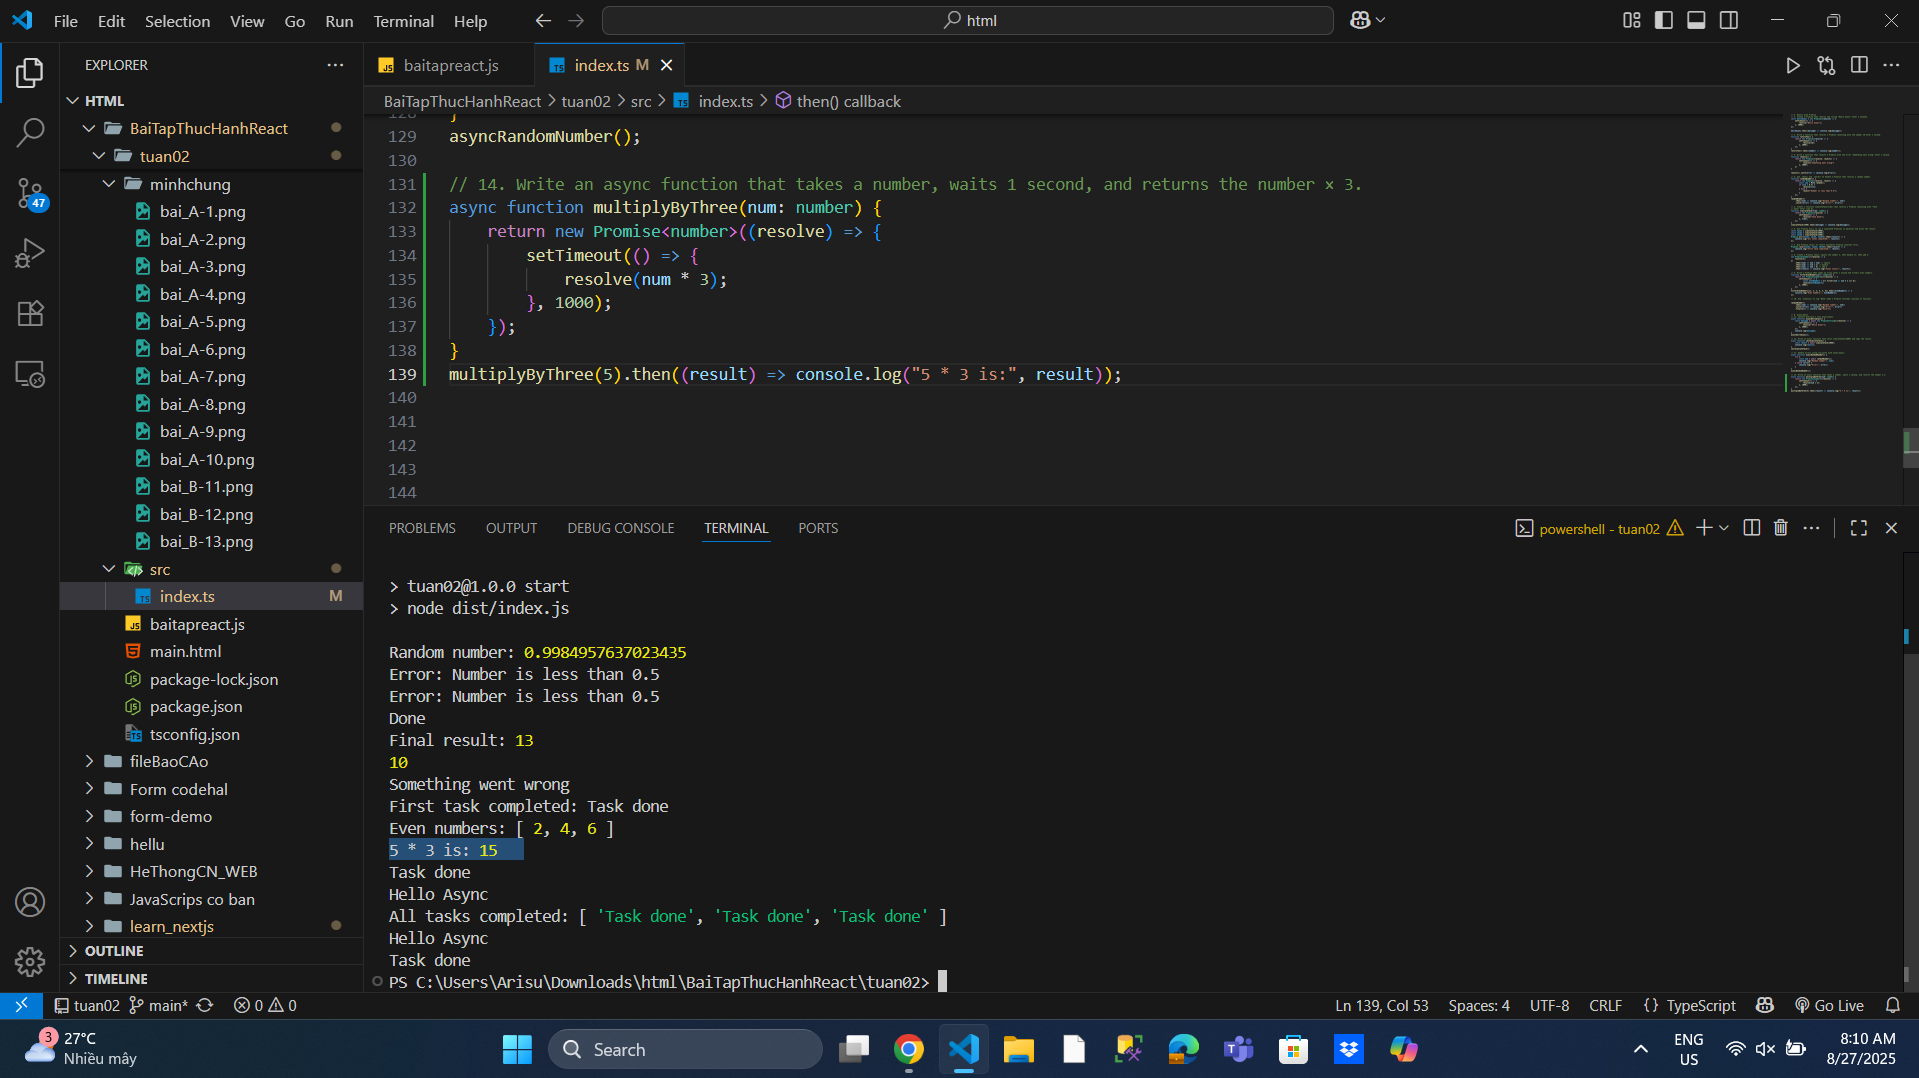 File Edit Selection View Go Run Terminal Help
html
EXPLORER
HTML
BaiTapThucHanhReact
tuan02
minhchung
bai_A-1.png
bai_A-2.png
bai_A-3.png
bai_A-4.png
bai_A-5.png
bai_A-6.png
bai_A-7.png
bai_A-8.png
bai_A-9.png
bai_A-10.png
bai_B-11.png
bai_B-12.png
bai_B-13.png
src
index.ts M
baitapreact.js
main.html
package-lock.json
package.json
tsconfig.json
fileBaoCAo
Form codehal
form-demo
hellu
HeThongCN_WEB
JavaScrips co ban
learn_nextjs
OUTLINE
TIMELINE
47
baitapreact.js
index.ts M
BaiTapThucHanhReact > tuan02 > src > index.ts > then() callback
129 asyncRandomNumber();
130
131 // 14. Write an async function that takes a number, waits 1 second, and returns the number × 3.
132 async function multiplyByThree(num: number) {
133 return new Promise<number>((resolve) => {
134 setTimeout(() => {
135 resolve(num * 3);
136 }, 1000);
137 });
138 }
139 multiplyByThree(5).then((result) => console.log("5 * 3 is:", result));
140
141
142
143
144
PROBLEMS OUTPUT DEBUG CONSOLE TERMINAL PORTS
powershell - tuan02
> tuan02@1.0.0 start
> node dist/index.js
Random number: 0.9984957637023435
Error: Number is less than 0.5
Error: Number is less than 0.5
Done
Final result: 13
10
Something went wrong
First task completed: Task done
Even numbers: [ 2, 4, 6 ]
5 * 3 is: 15
Task done
Hello Async
All tasks completed: [ 'Task done', 'Task done', 'Task done' ]
Hello Async
Task done
PS C:\Users\Arisu\Downloads\html\BaiTapThucHanhReact\tuan02>
tuan02 main* 0 0
Ln 139, Col 53 Spaces: 4 UTF-8 CRLF {} TypeScript Go Live
3
27°C
Nhiều mây
Search
ENG
US
8:10 AM
8/27/2025